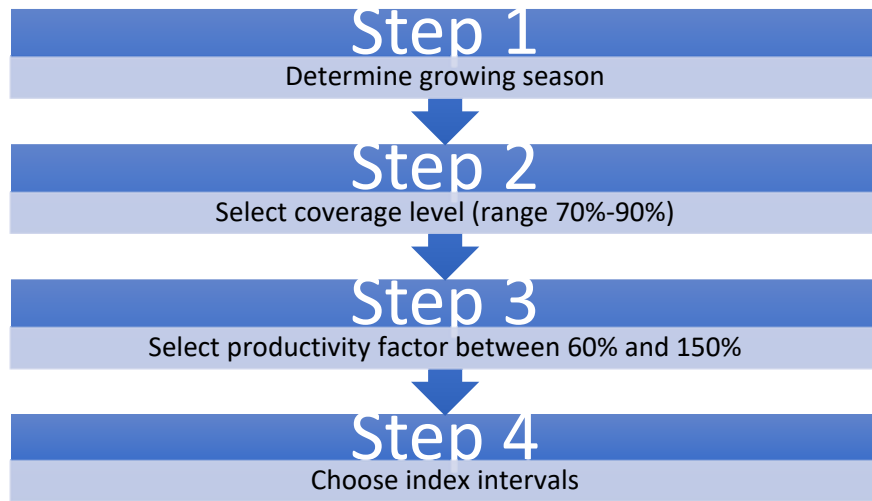 Step 1
Determine growing season
Step 2
Select coverage level (range 70%-90%)
Step 3
Select productivity factor between 60% and 150%
Step 4
Choose index intervals